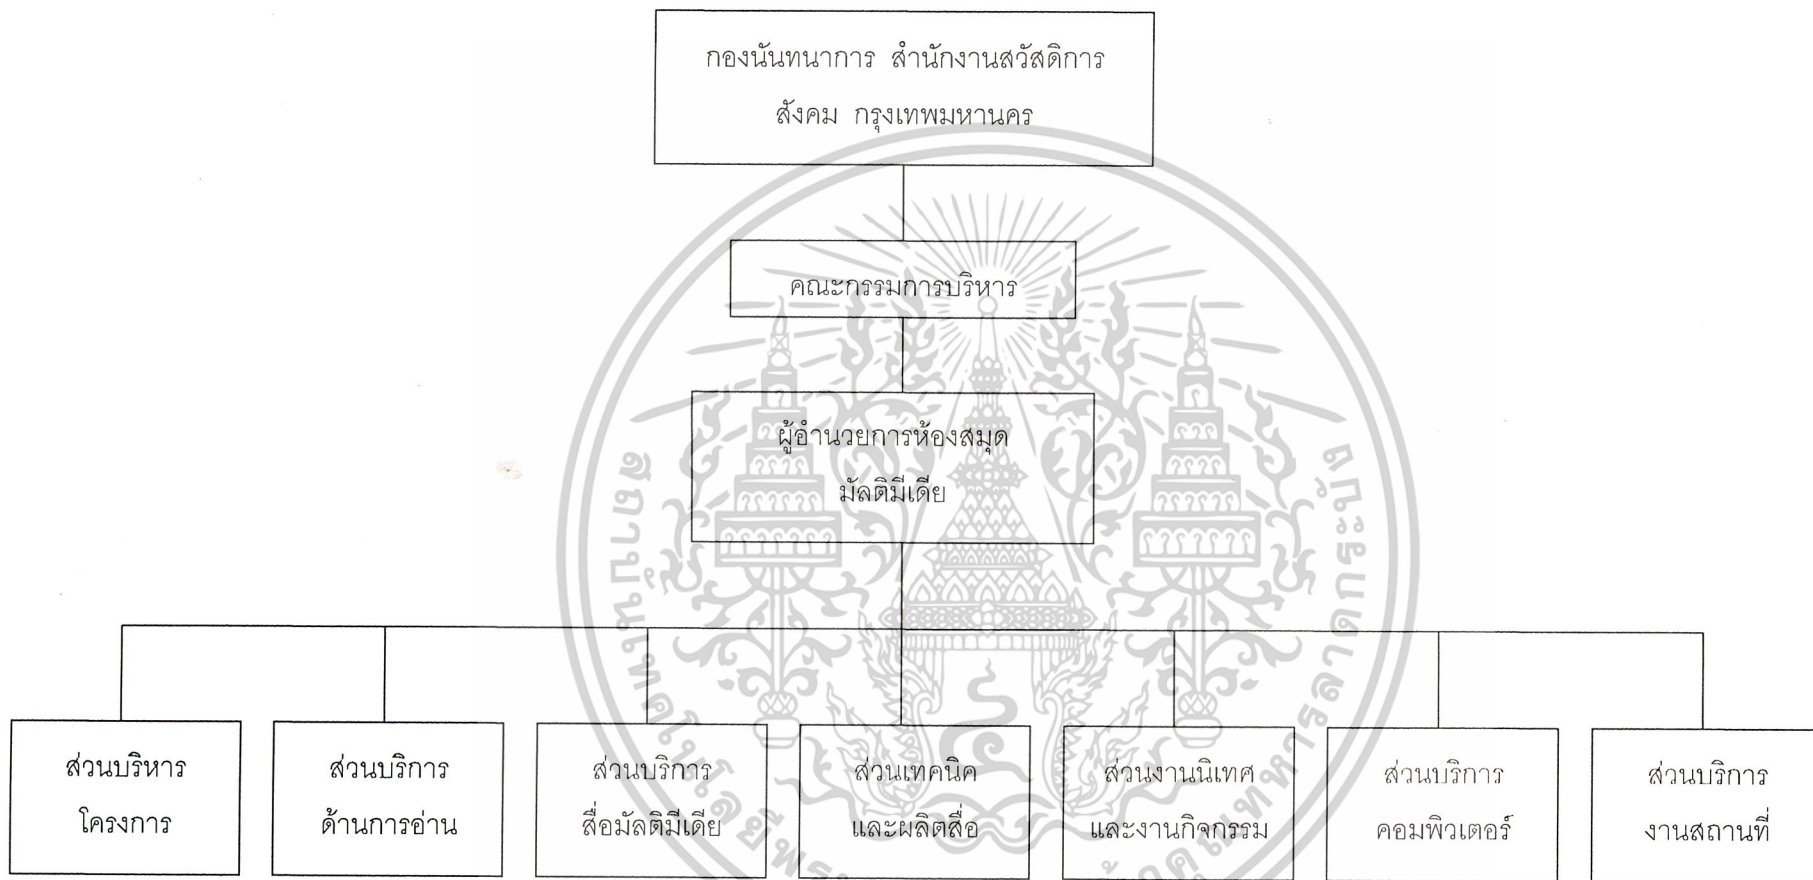 กองนันทนาการ สำนักงานสวัสดิการ
สังคม กรุงเทพมหานคร
คณะกรรมการบริหาร
ผู้อำนวยการห้องสมุด
มัลติมีเดีย
ส่วนบริหาร
โครงการ
ส่วนบริการ
ด้านการอ่าน
ส่วนบริการ
สื่อมัลติมีเดีย
ส่วนเทคนิค
และผลิตสื่อ
ส่วนงานนิเทศ
และงานกิจกรรม
ส่วนบริการ
คอมพิวเตอร์
ส่วนบริการ
งานสถานที่